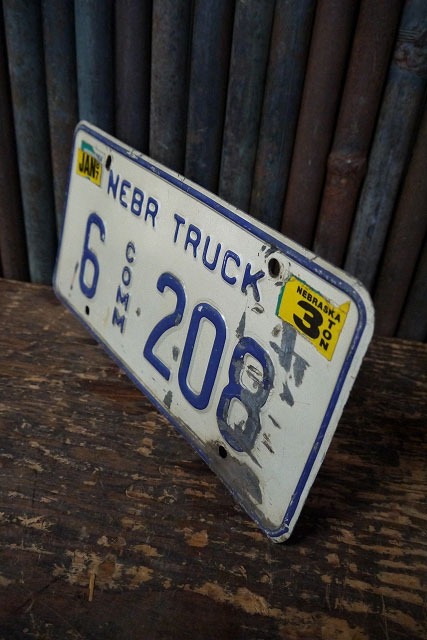 JAN
NEBR TRUCK
NEBRASKA
3 TON
6 COMM 208